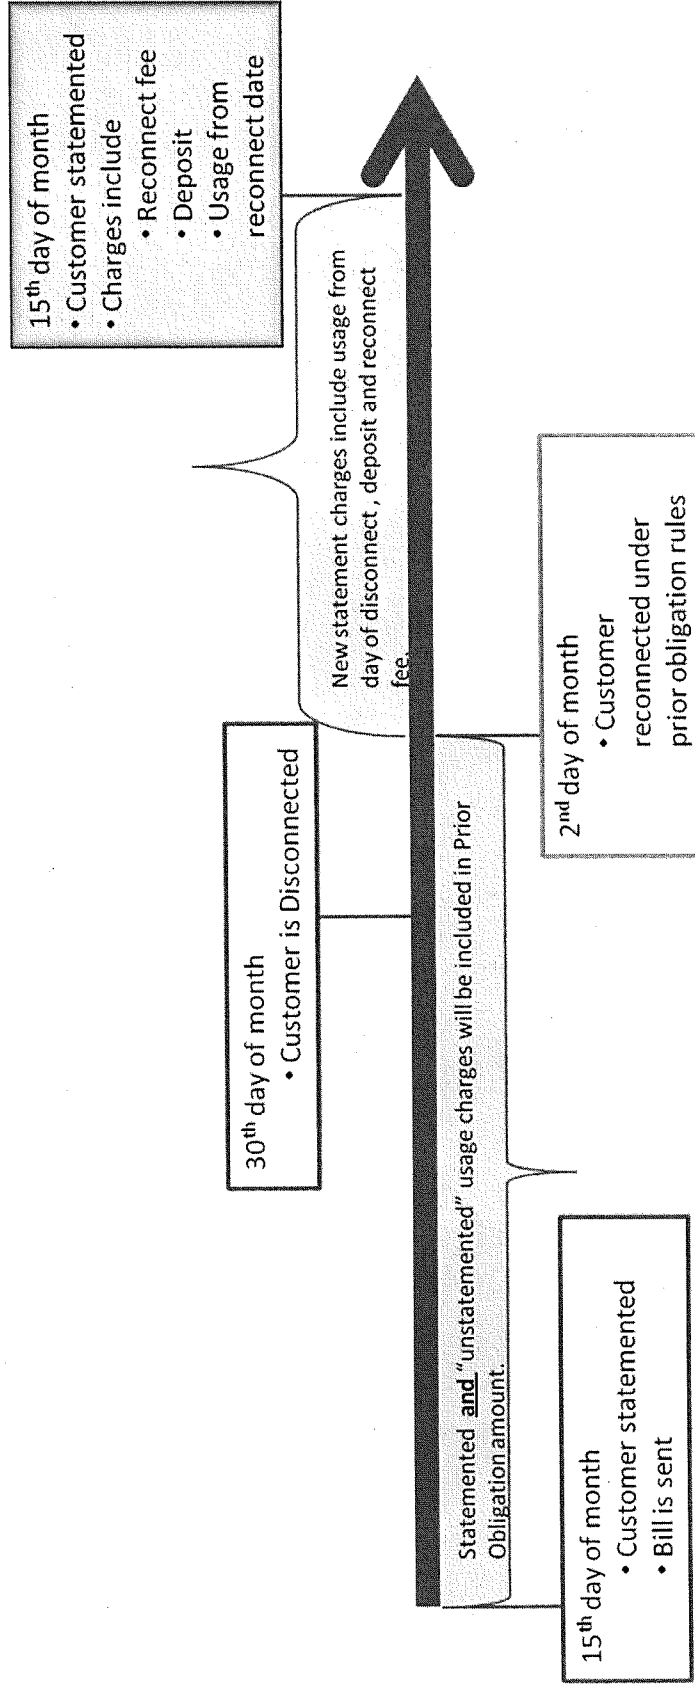 15th day of month
• Customer statemented
• Bill is sent
Statemented and "unstatemented" usage charges will be included in Prior
Obligation amount.
30th day of month
• Customer is Disconnected
2nd day of month
• Customer
reconnected under
prior obligation rules
New statement charges include usage from
day of disconnect , deposit and reconnect
fee.
15th day of month
• Customer statemented
• Charges include
• Reconnect fee
• Deposit
• Usage from
reconnect date